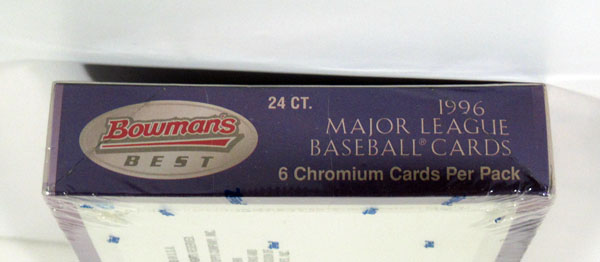 Bowman's
BEST
24 CT.
1996
MAJOR LEAGUE
BASEBALL® CARDS
6 Chromium Cards Per Pack